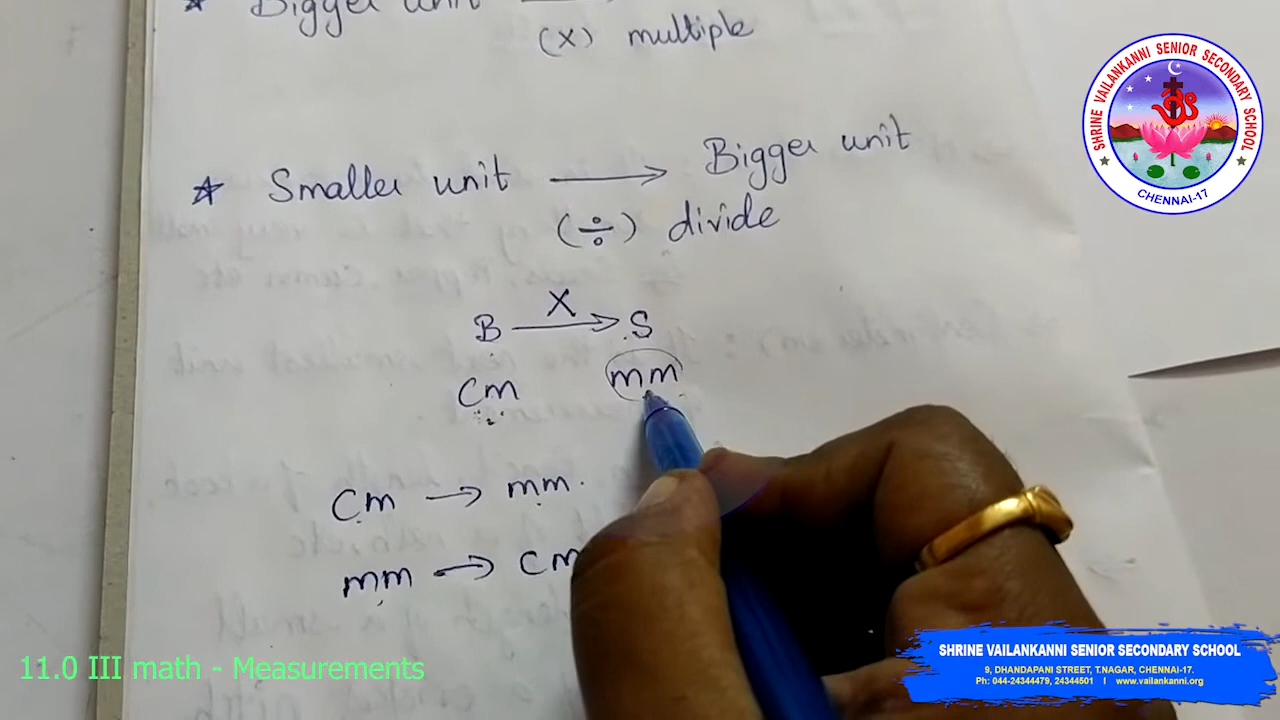 * Bigger unit
(x) multiple
* Smaller unit → Bigger unit
(÷) divide
X
B → S
cm mm
cm → mm.
mm → cm
SHRINE VAILANKANNI SENIOR SECONDARY SCHOOL
CHENNAI-17
11.0 III math - Measurements
SHRINE VAILANKANNI SENIOR SECONDARY SCHOOL
9, DHANDAPANI STREET, T.NAGAR, CHENNAI-17.
Ph: 044-24344479, 24344501 I www.vailankanni.org